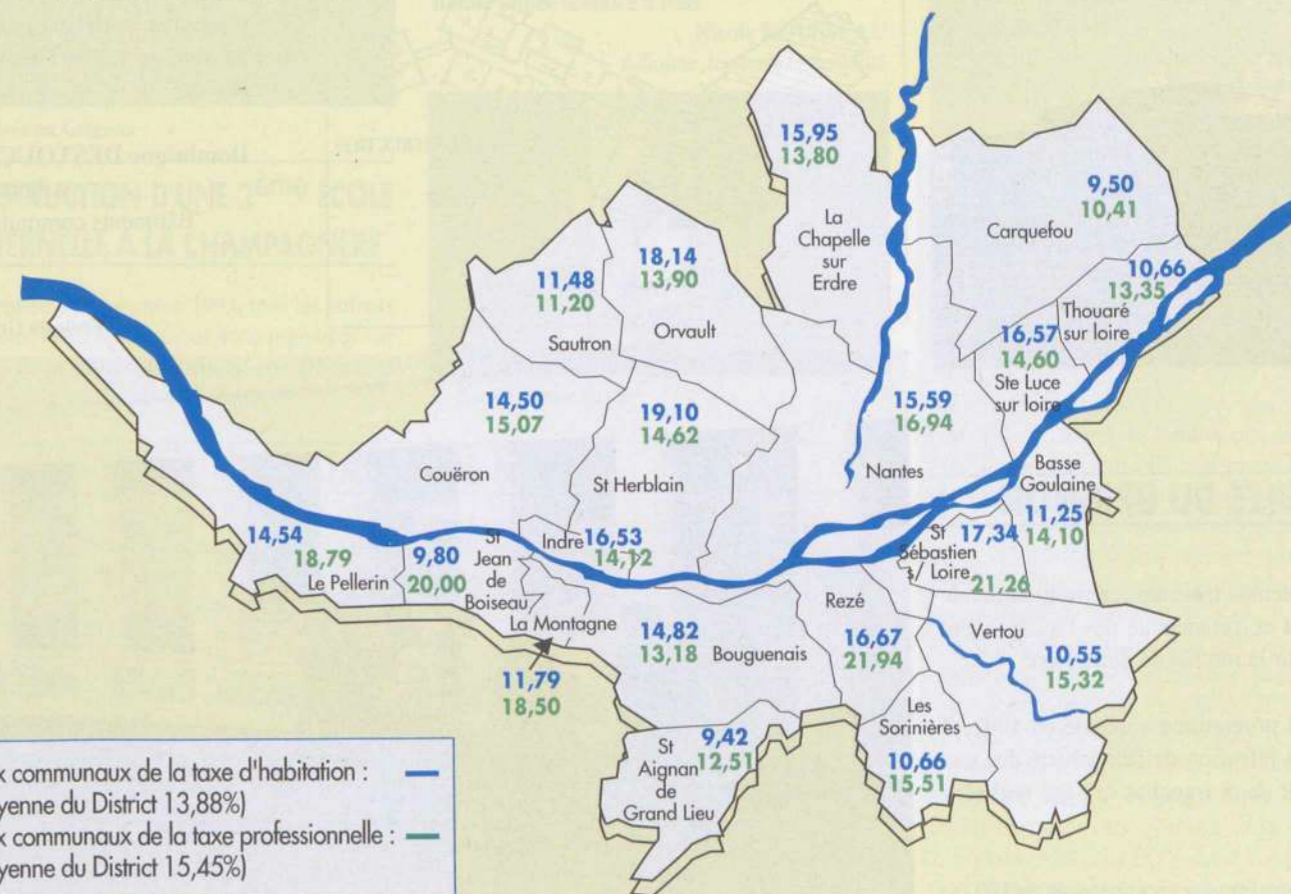 15,95
13,80
La
Chapelle
sur
Erdre
9,50
10,41
Carquefou
18,14
13,90
Orvault
11,48
11,20
Sautron
10,66
13,35
Thouaré
sur loire
16,57
14,60
Ste Luce
sur loire
14,50
15,07
Couëron
19,10
14,62
St Herblain
15,59
16,94
Nantes
Basse
Goulaine
11,25
14,10
14,54
18,79
Le Pellerin
9,80
20,00
St
Jean
de
Boiseau
Indre
16,53
14,12
La Montagne
11,79
18,50
St
Sébastien
s/ Loire
17,34
21,26
14,82
13,18
Bouguenais
Rezé
16,67
21,94
Vertou
10,55
15,32
Les
Sorinières
10,66
15,51
St
Aignan
de
Grand Lieu
9,42
12,51
x communaux de la taxe d'habitation :
yenne du District 13,88%)
x communaux de la taxe professionnelle :
yenne du District 15,45%)